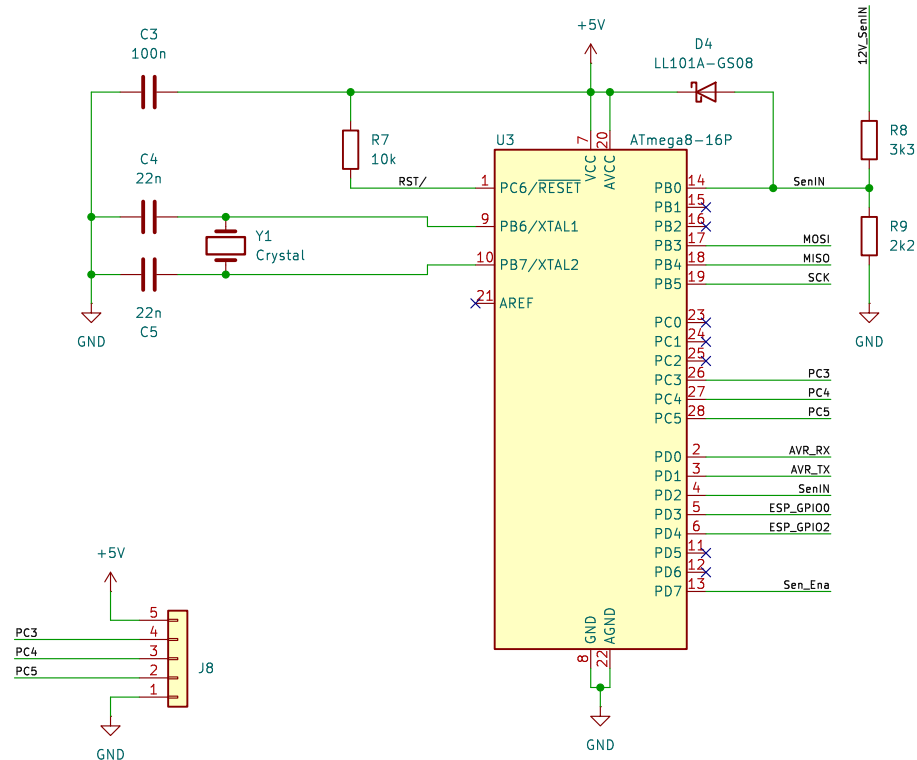 C3
100n
+5V
D4
LL101A-GS08
12V_SenIN
R7
10k
U3
ATmega8-16P
R8
3k3
7
20
VCC
AVCC
RST/
1
PC6/RESET
PB0
14
SenIN
C4
22n
PB1
15
PB2
16
9
PB6/XTAL1
Y1
Crystal
PB3
17
MOSI
R9
2k2
10
PB7/XTAL2
PB4
18
MISO
PB5
19
SCK
21
AREF
22n
C5
GND
GND
PC0
23
PC1
24
PC2
25
PC3
26
PC3
PC4
27
PC4
PC5
28
PC5
PD0
2
AVR_RX
PD1
3
AVR_TX
PD2
4
SenIN
PD3
5
ESP_GPIO0
PD4
6
ESP_GPIO2
PD5
11
PD6
12
PD7
13
Sen_Ena
GND
AGND
8
22
GND
+5V
5
PC3
4
PC4
3
PC5
2
1
J8
GND